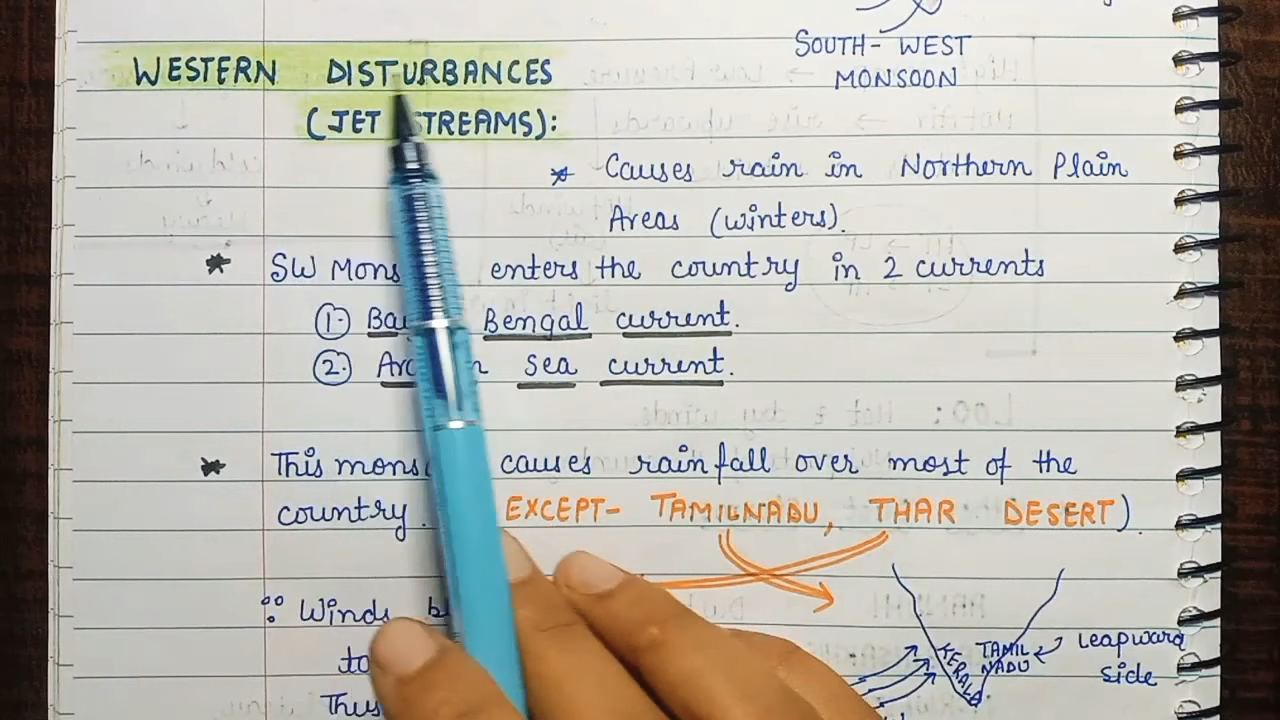 SOUTH-WEST
MONSOON
WESTERN DISTURBANCES
(JET STREAMS):
* Causes rain in Northern Plain
Areas (winters).
* SW Mons enters the country in 2 currents
1. Ba Bengal current.
2. Ar n Sea current.
* This mons causes rainfall over most of the
country. EXCEPT- TAMILNADU, THAR DESERT)
∵ Winds b
to
Thus
KERALA
TAMIL
NADU
Leapward
side